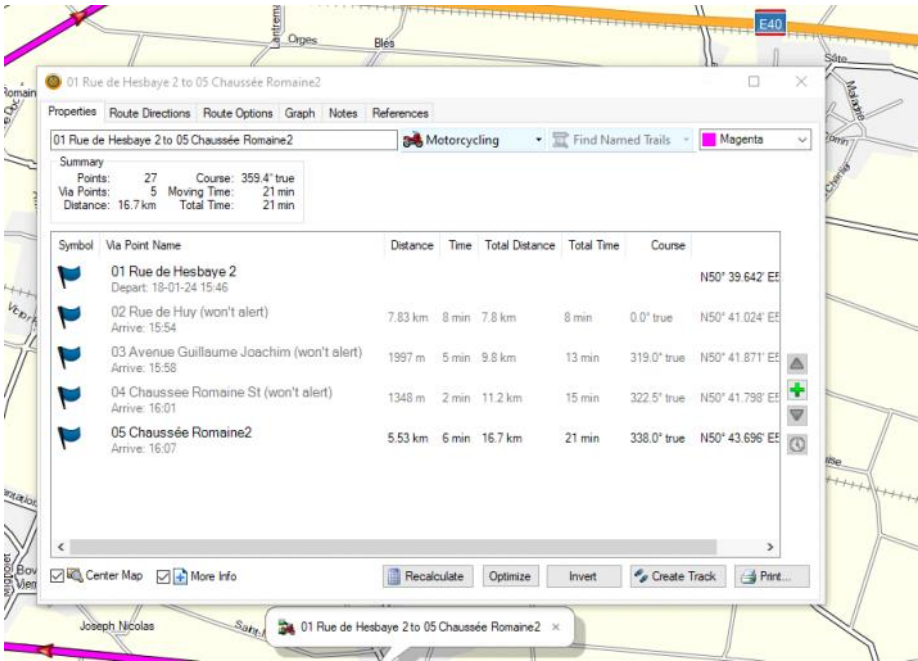 E40
Orges
Blés
01 Rue de Hesbaye 2 to 05 Chaussée Romaine2
Properties Route Directions Route Options Graph Notes References
01 Rue de Hesbaye 2 to 05 Chaussée Romaine2 Motorcycling Find Named Trails Magenta
Summary
Points: 27 Course: 359.4° true
Via Points: 5 Moving Time: 21 min
Distance: 16.7 km Total Time: 21 min
Symbol Via Point Name Distance Time Total Distance Total Time Course
01 Rue de Hesbaye 2 N50° 39.642' E5
Depart: 18-01-24 15:46
02 Rue de Huy (won't alert) 7.83 km 8 min 7.8 km 8 min 0.0° true N50° 41.024' E5
Arrive: 15:54
03 Avenue Guillaume Joachim (won't alert) 1997 m 5 min 9.8 km 13 min 319.0° true N50° 41.871' E5
Arrive: 15:58
04 Chaussee Romaine St (won't alert) 1348 m 2 min 11.2 km 15 min 322.5° true N50° 41.798' E5
Arrive: 16:01
05 Chaussée Romaine2 5.53 km 6 min 16.7 km 21 min 338.0° true N50° 43.696' E5
Arrive: 16:07
Center Map More Info Recalculate Optimize Invert Create Track Print...
Joseph Nicolas
01 Rue de Hesbaye 2 to 05 Chaussée Romaine2